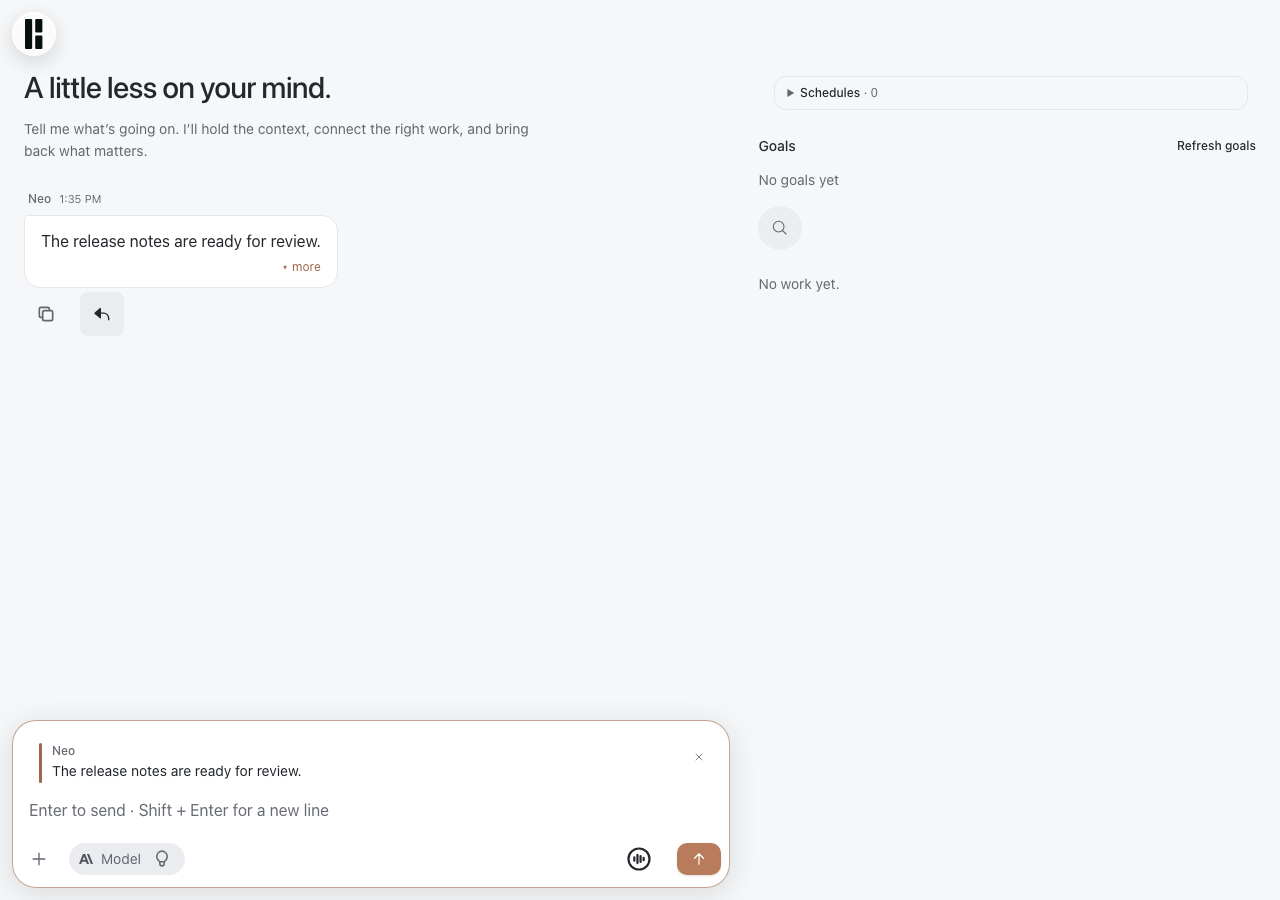 A little less on your mind.
Tell me what’s going on. I’ll hold the context, connect the right work, and bring
back what matters.
Neo 1:35 PM
The release notes are ready for review.
more
Schedules · 0
Goals
Refresh goals
No goals yet
No work yet.
Neo
The release notes are ready for review.
Enter to send · Shift + Enter for a new line
Model